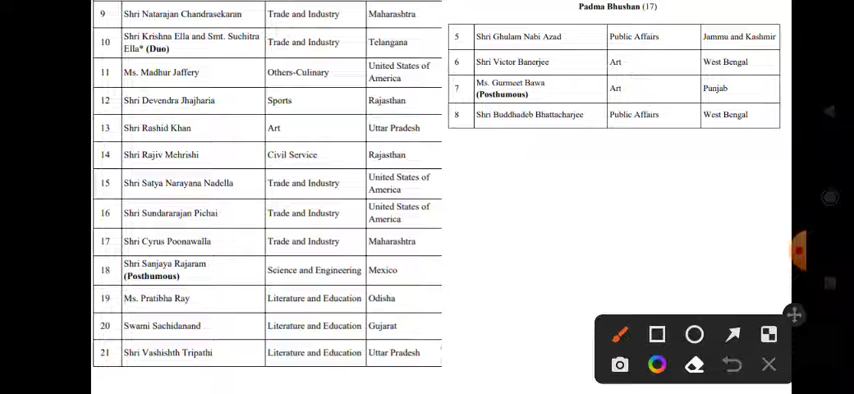 9 Shri Natarajan Chandrasekaran Trade and Industry Maharashtra
10 Shri Krishna Ella and Smt. Suchitra Ella* (Duo) Trade and Industry Telangana
11 Ms. Madhur Jaffery Others-Culinary United States of America
12 Shri Devendra Jhajharia Sports Rajasthan
13 Shri Rashid Khan Art Uttar Pradesh
14 Shri Rajiv Mehrishi Civil Service Rajasthan
15 Shri Satya Narayana Nadella Trade and Industry United States of America
16 Shri Sundararajan Pichai Trade and Industry United States of America
17 Shri Cyrus Poonawalla Trade and Industry Maharashtra
18 Shri Sanjaya Rajaram (Posthumous) Science and Engineering Mexico
19 Ms. Pratibha Ray Literature and Education Odisha
20 Swami Sachidanand Literature and Education Gujarat
21 Shri Vashishth Tripathi Literature and Education Uttar Pradesh
Padma Bhushan (17)
5 Shri Ghulam Nabi Azad Public Affairs Jammu and Kashmir
6 Shri Victor Banerjee Art West Bengal
7 Ms. Gurmeet Bawa (Posthumous) Art Punjab
8 Shri Buddhadeb Bhattacharjee Public Affairs West Bengal